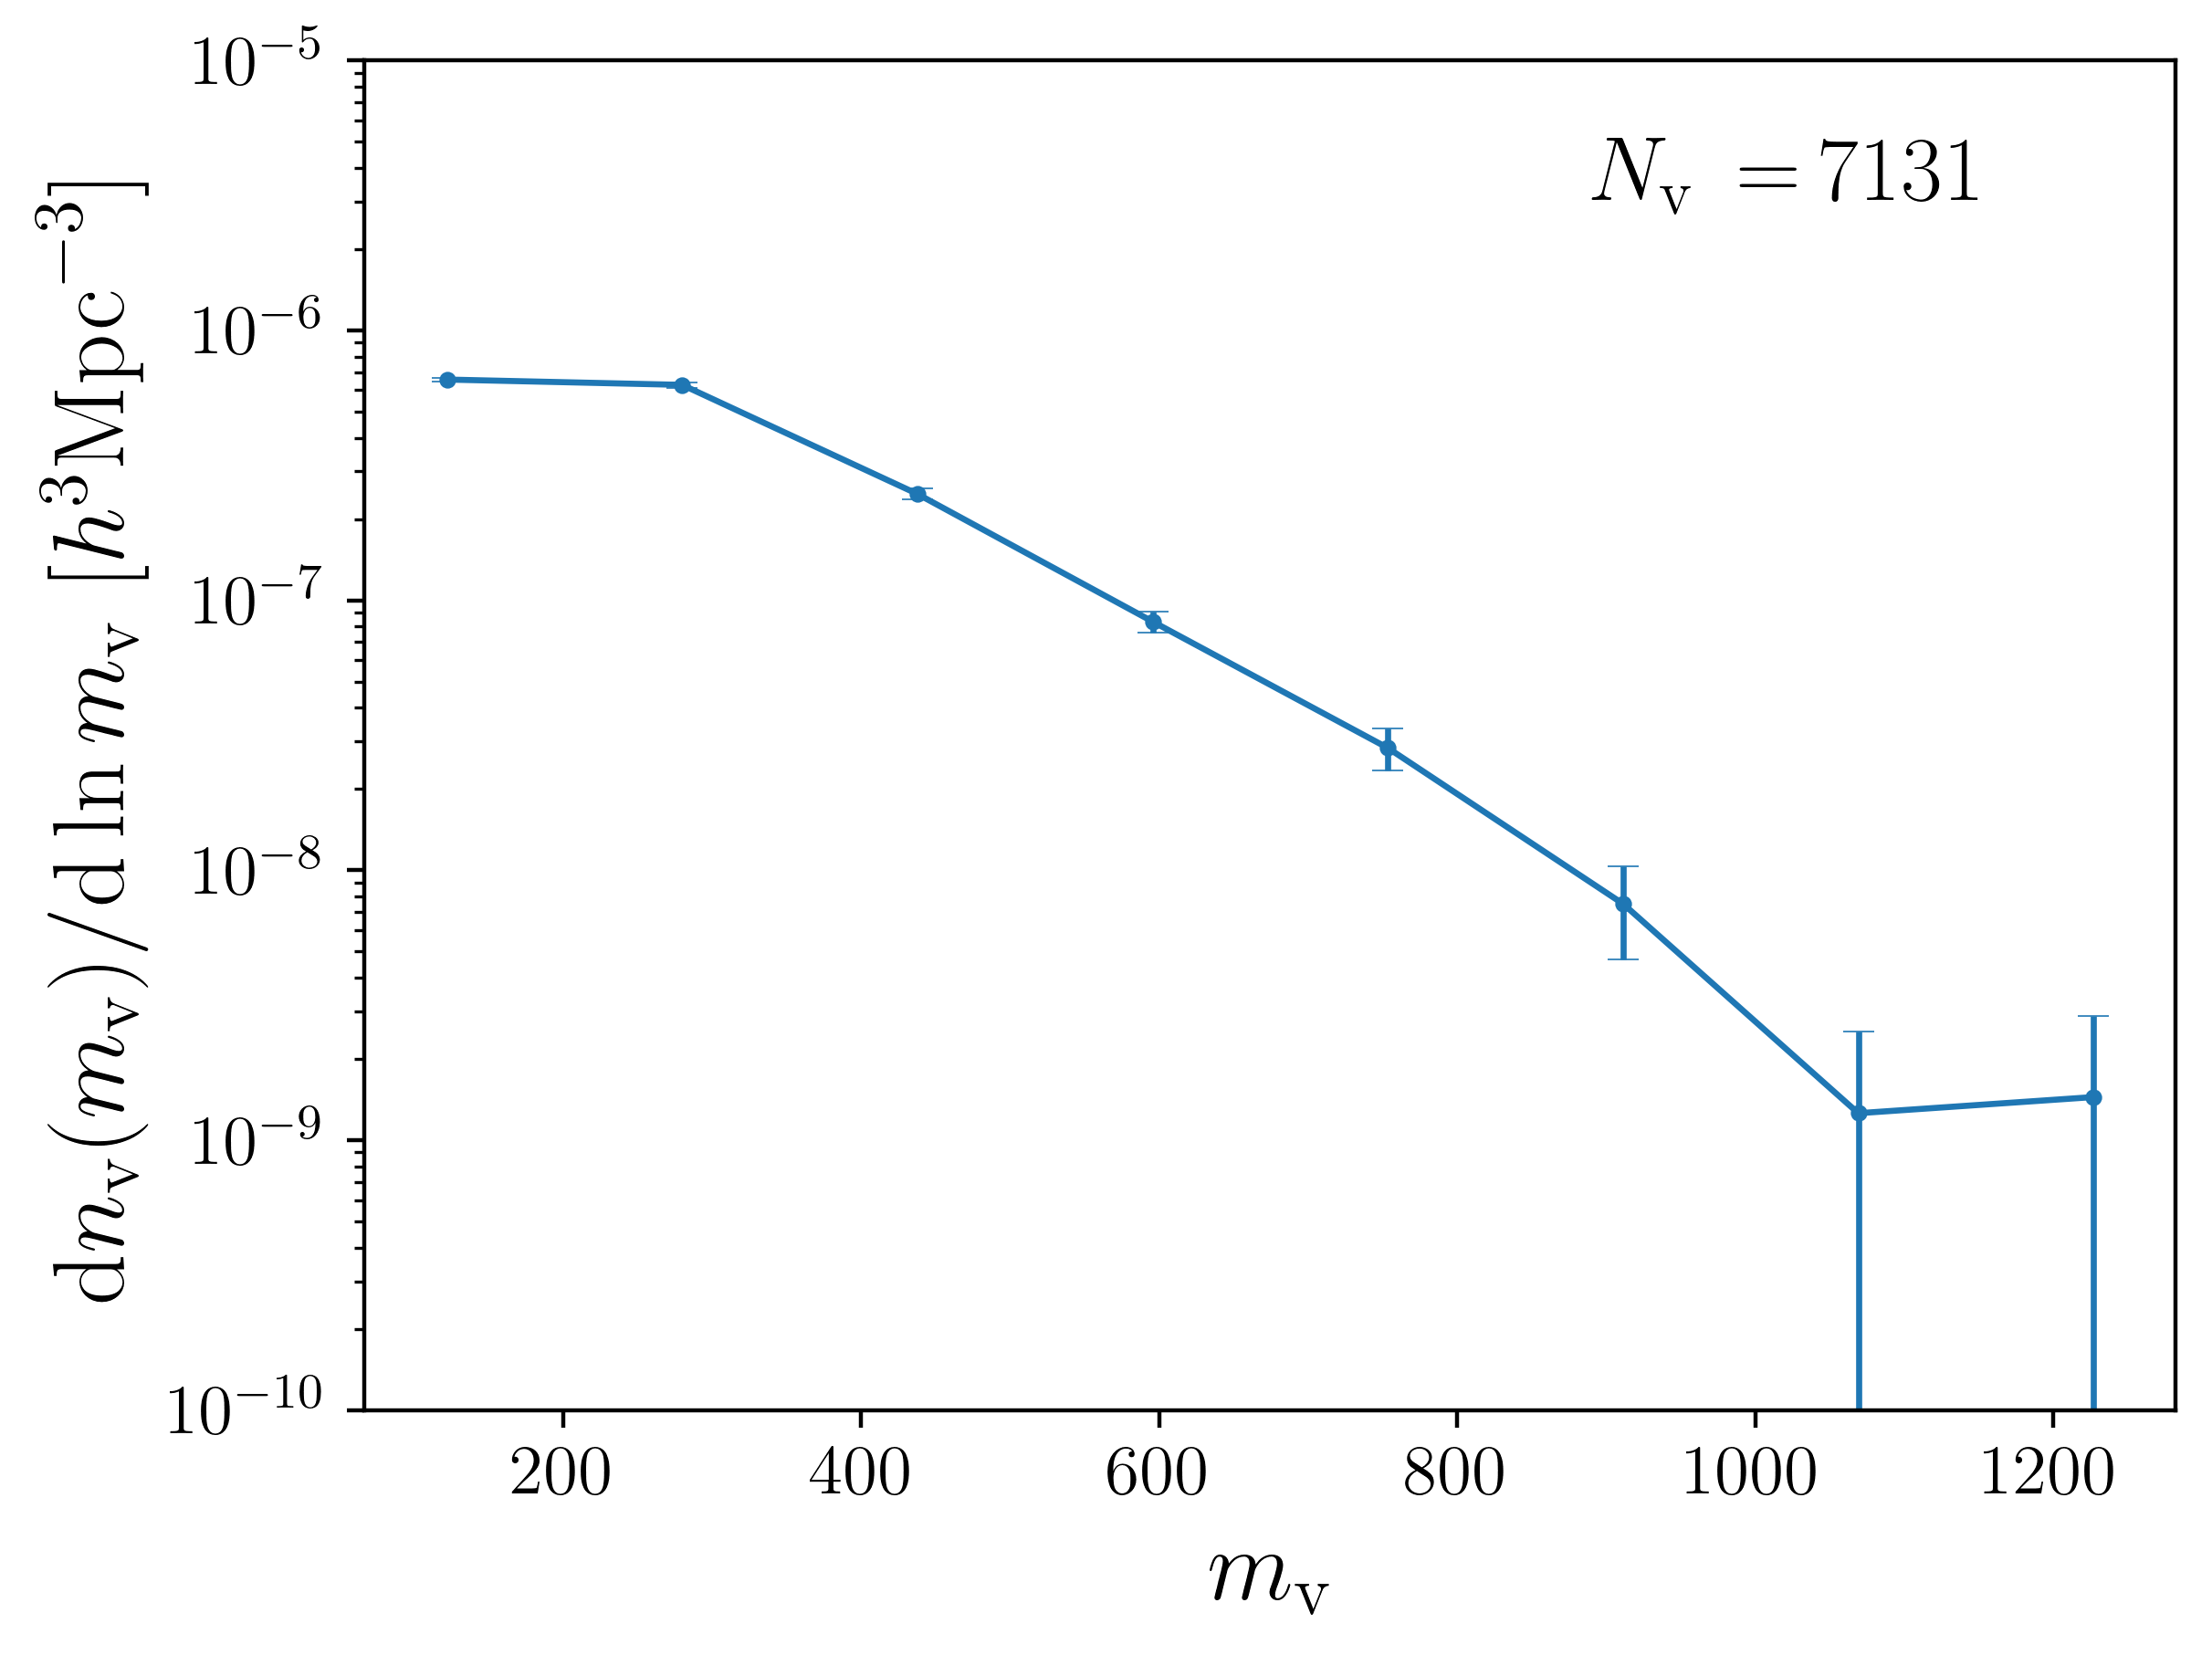 dn_v(m_v)/d ln m_v [h^3Mpc^{-3}]
10^{-5}
10^{-6}
10^{-7}
10^{-8}
10^{-9}
10^{-10}
N_v = 7131
200 400 600 800 1000 1200
m_v